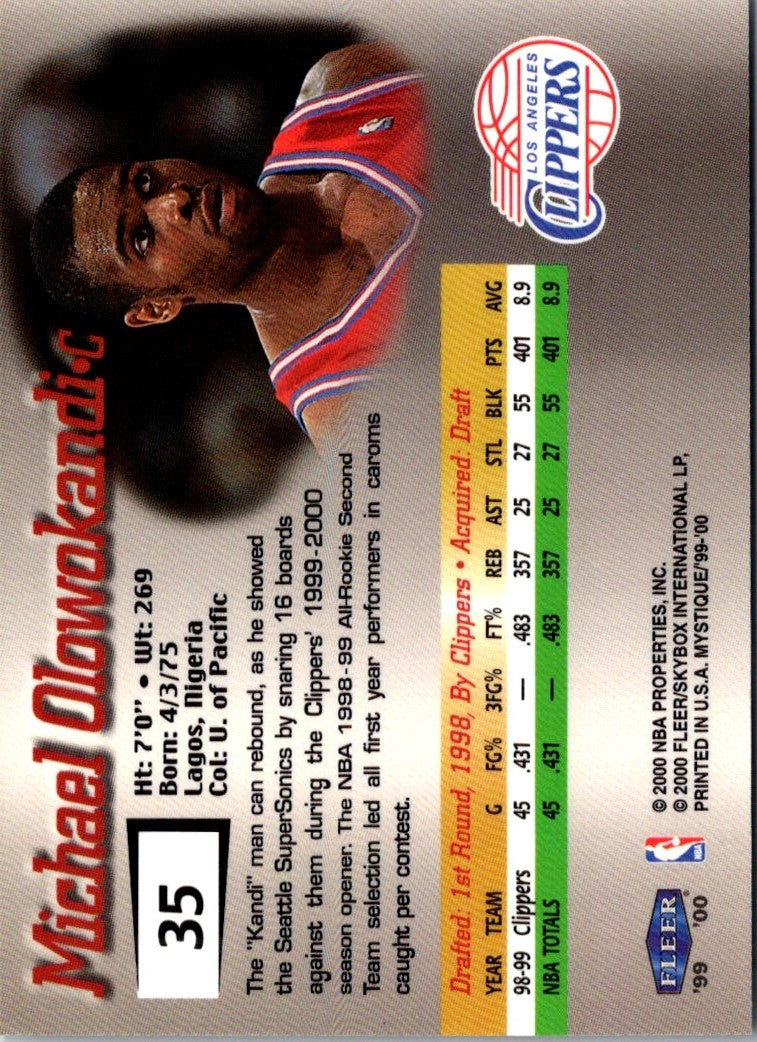 Michael Olowokandi•C
35
Ht: 7'0" • Wt: 269
Born: 4/3/75
Lagos, Nigeria
Col: U. of Pacific
The "Kandi" man can rebound, as he showed
the Seattle SuperSonics by snaring 16 boards
against them during the Clippers' 1999-2000
season opener. The NBA 1998-99 All-Rookie Second
Team selection led all first year performers in caroms
caught per contest.
LOS ANGELES
CLIPPERS
Drafted: 1st Round, 1998, By Clippers • Acquired: Draft
YEAR TEAM G FG% 3FG% FT% REB AST STL BLK PTS AVG
98-99 Clippers 45 .431 — .483 357 25 27 55 401 8.9
NBA TOTALS 45 .431 — .483 357 25 27 55 401 8.9
FLEER®
'99 '00
NBA
© 2000 NBA PROPERTIES, INC.
© 2000 FLEER/SKYBOX INTERNATIONAL LP,
PRINTED IN U.S.A. MYSTIQUE/'99-'00